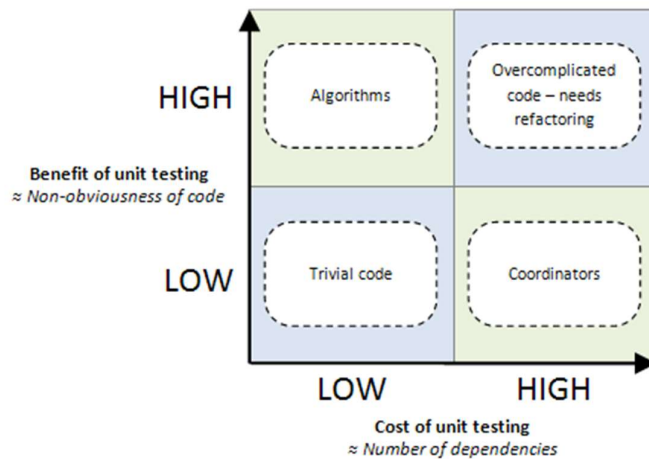 HIGH
Algorithms
Overcomplicated
code – needs
refactoring
Benefit of unit testing
≈ Non-obviousness of code
LOW
Trivial code
Coordinators
LOW
HIGH
Cost of unit testing
≈ Number of dependencies